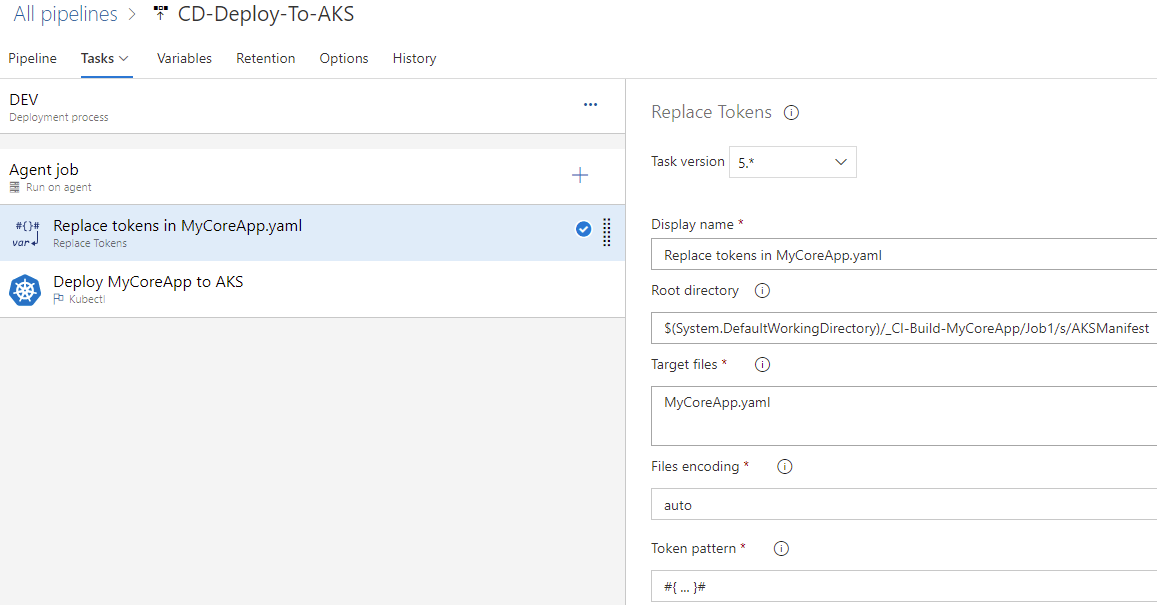 All pipelines > CD-Deploy-To-AKS
Pipeline Tasks Variables Retention Options History
DEV
Deployment process
...
Agent job
Run on agent
#{}#
var
Replace tokens in MyCoreApp.yaml
Replace Tokens
Deploy MyCoreApp to AKS
Kubectl
Replace Tokens
Task version 5.*
Display name *
Replace tokens in MyCoreApp.yaml
Root directory
$(System.DefaultWorkingDirectory)/_CI-Build-MyCoreApp/Job1/s/AKSManifest
Target files *
MyCoreApp.yaml
Files encoding *
auto
Token pattern *
#{ ... }#